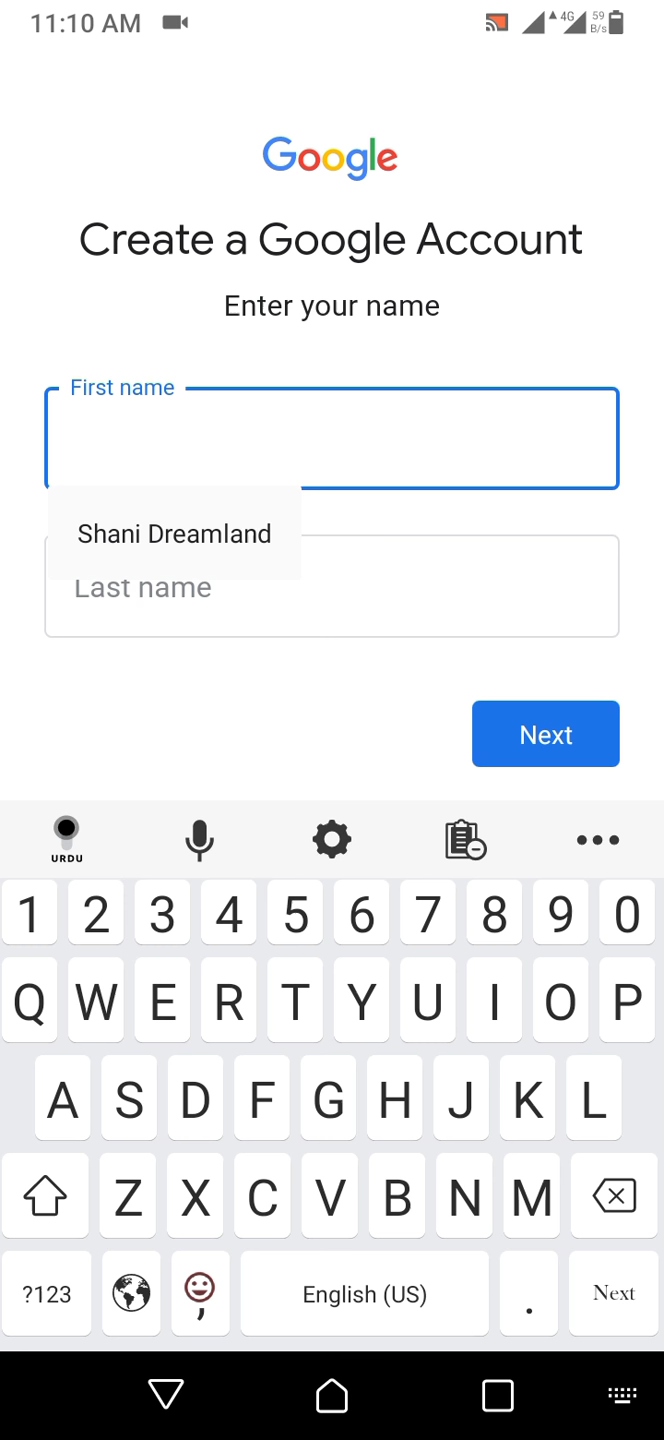 11:10 AM
4G
59
B/s
Google
Create a Google Account
Enter your name
First name
Shani Dreamland
Last name
Next
URDU
1 2 3 4 5 6 7 8 9 0
Q W E R T Y U I O P
A S D F G H J K L
Z X C V B N M
?123 , English (US) . Next